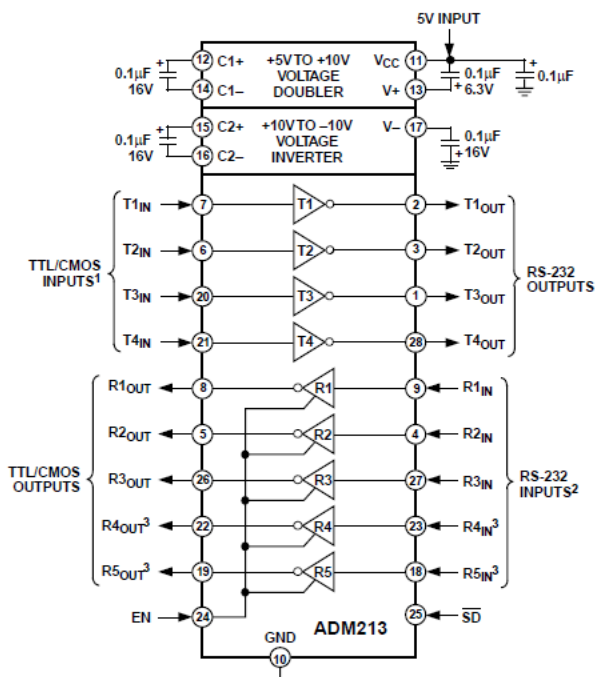 5V INPUT
12 C1+ +5V TO +10V VCC 11
0.1µF + VOLTAGE + 0.1µF + 0.1µF
16V 14 C1– DOUBLER V+ 13 + 6.3V
15 C2+ +10V TO –10V V– 17
0.1µF + VOLTAGE 0.1µF
16V 16 C2– INVERTER + 16V
T1IN 7 T1 2 T1OUT
T2IN 6 T2 3 T2OUT
TTL/CMOS
INPUTS1
RS-232
OUTPUTS
T3IN 20 T3 1 T3OUT
T4IN 21 T4 28 T4OUT
R1OUT 8 R1 9 R1IN
R2OUT 5 R2 4 R2IN
TTL/CMOS
OUTPUTS
RS-232
INPUTS2
R3OUT 26 R3 27 R3IN
R4OUT3 22 R4 23 R4IN3
R5OUT3 19 R5 18 R5IN3
EN 24 ADM213 25 SD
GND
10